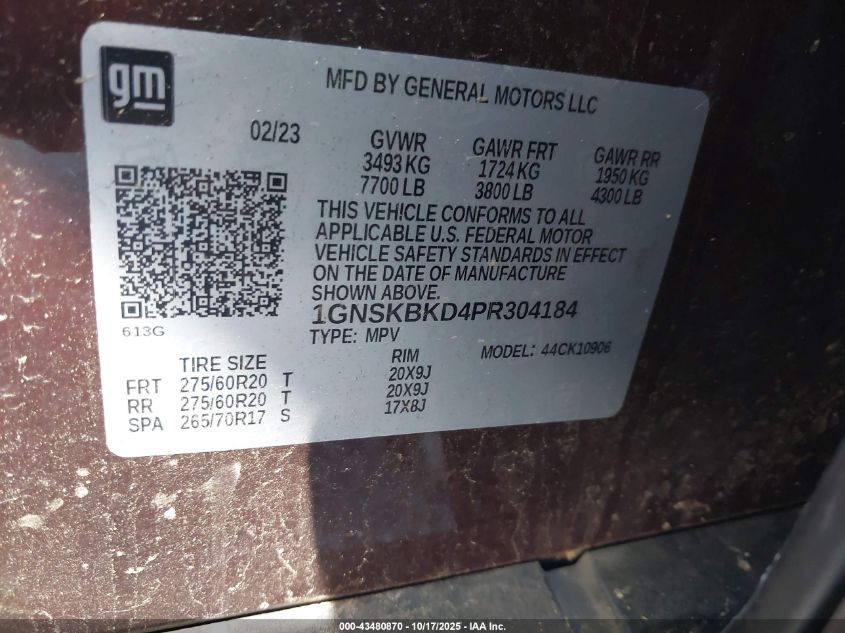 gm
MFD BY GENERAL MOTORS LLC
02/23
GVWR GAWR FRT GAWR RR
3493 KG 1724 KG 1950 KG
7700 LB 3800 LB 4300 LB
THIS VEHICLE CONFORMS TO ALL
APPLICABLE U.S. FEDERAL MOTOR
VEHICLE SAFETY STANDARDS IN EFFECT
ON THE DATE OF MANUFACTURE
SHOWN ABOVE.
1GNSKBKD4PR304184
613G
TYPE: MPV MODEL: 44CK10906
TIRE SIZE RIM
FRT 275/60R20 T 20X9J
RR 275/60R20 T 20X9J
SPA 265/70R17 S 17X8J
000-43480870 | 10/17/2025 | IAA Inc.